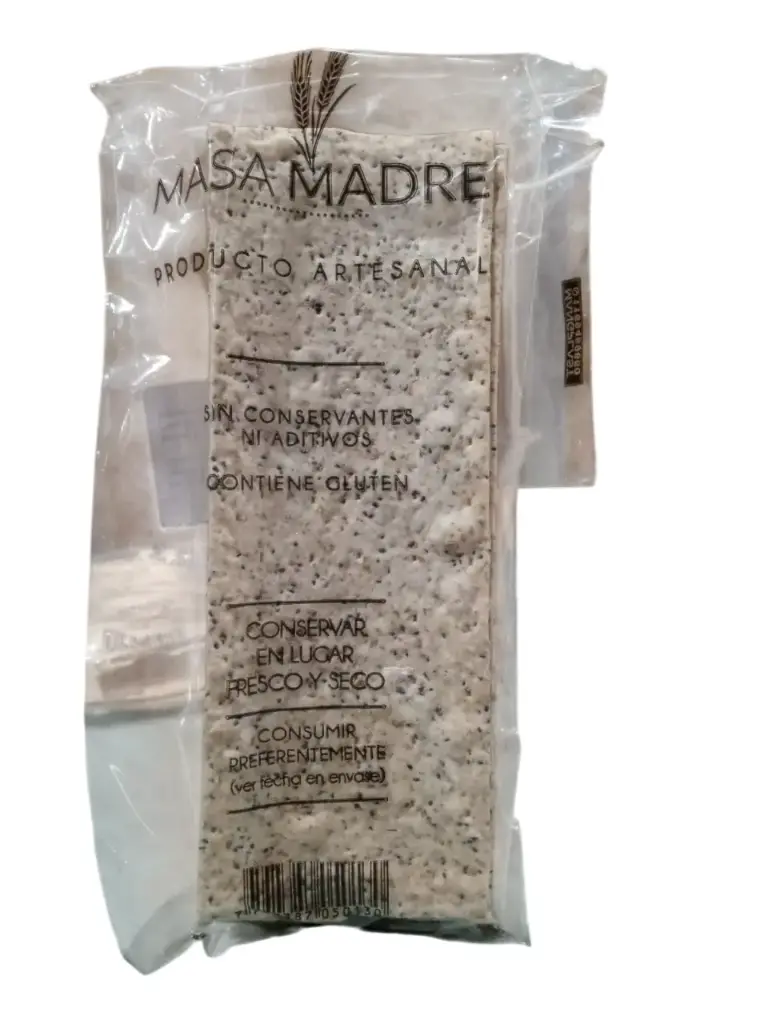 MASA MADRE
PRODUCTO ARTESANAL
SIN CONSERVANTES
NI ADITIVOS
CONTIENE GLUTEN
CONSERVAR
EN LUGAR
FRESCO Y SECO
CONSUMIR
PREFERENTEMENTE
(ver fecha en envase)